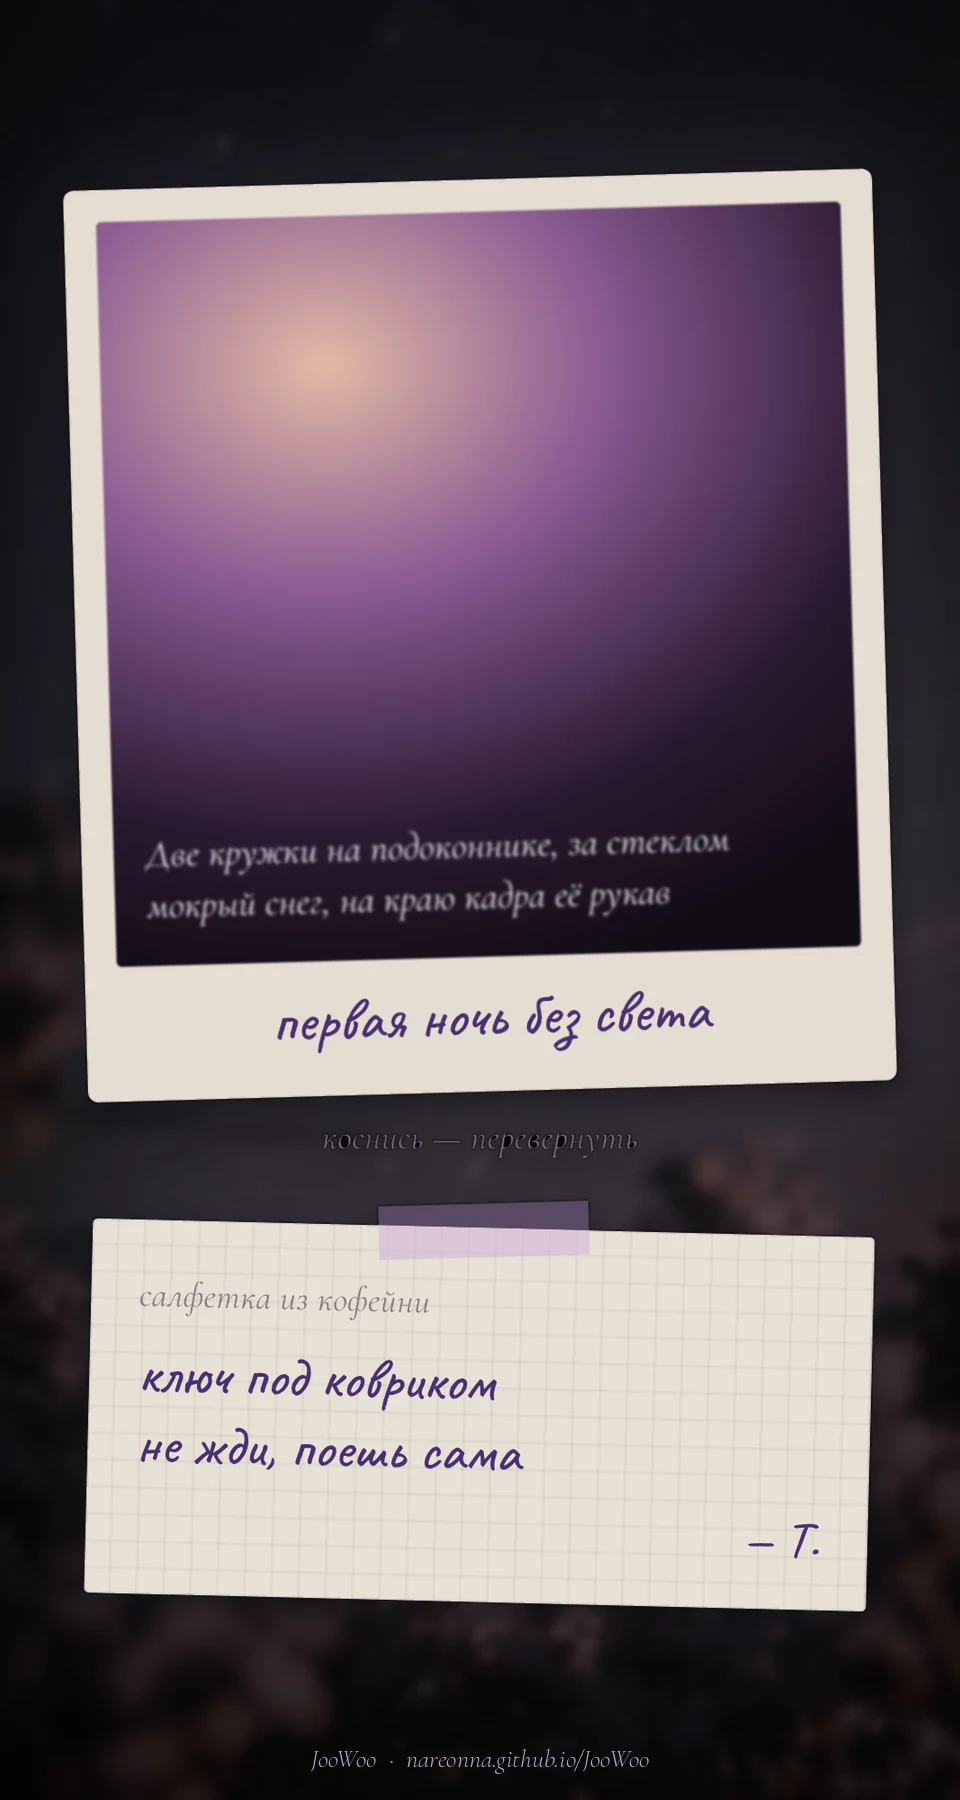 Две кружки на подоконнике, за стеклом
мокрый снег, на краю кадра её рукав
первая ночь без света
коснись — перевернуть
салфетка из кофейни
ключ под ковриком
не жди, поешь сама
— Т.
JooWoo · nareonna.github.io/JooWoo